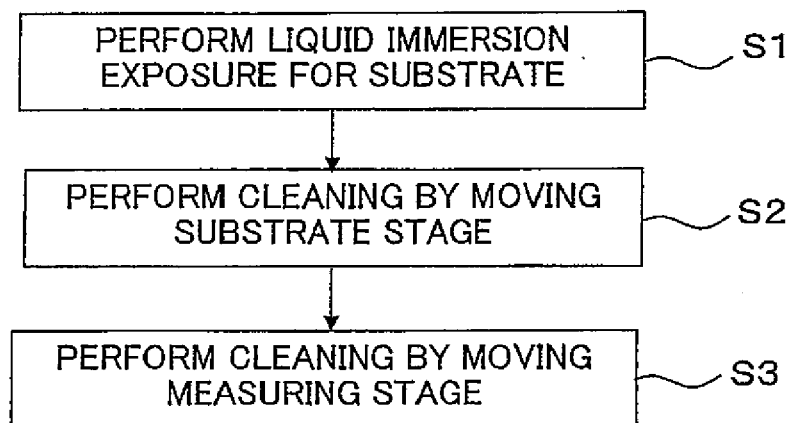 PERFORM LIQUID IMMERSION
EXPOSURE FOR SUBSTRATE
S1
PERFORM CLEANING BY MOVING
SUBSTRATE STAGE
S2
PERFORM CLEANING BY MOVING
MEASURING STAGE
S3